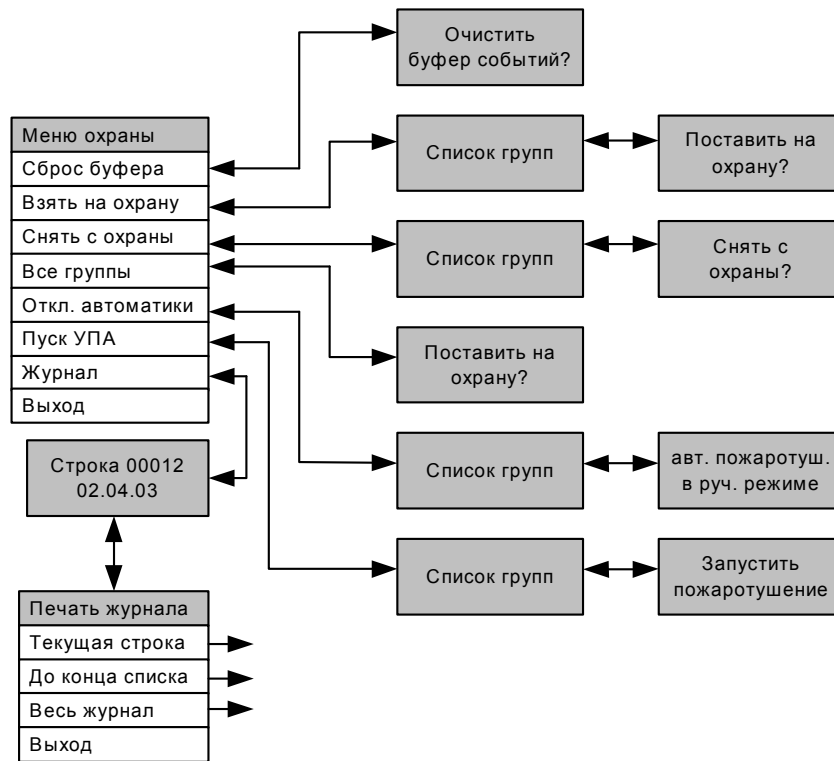 Меню охраны
Сброс буфера
Взять на охрану
Снять с охраны
Все группы
Откл. автоматики
Пуск УПА
Журнал
Выход
Строка 00012
02.04.03
Печать журнала
Текущая строка
До конца списка
Весь журнал
Выход
Очистить
буфер событий?
Список групп
Поставить на
охрану?
Список групп
Снять с
охраны?
Поставить на
охрану?
Список групп
авт. пожаротуш.
в руч. режиме
Список групп
Запустить
пожаротушение